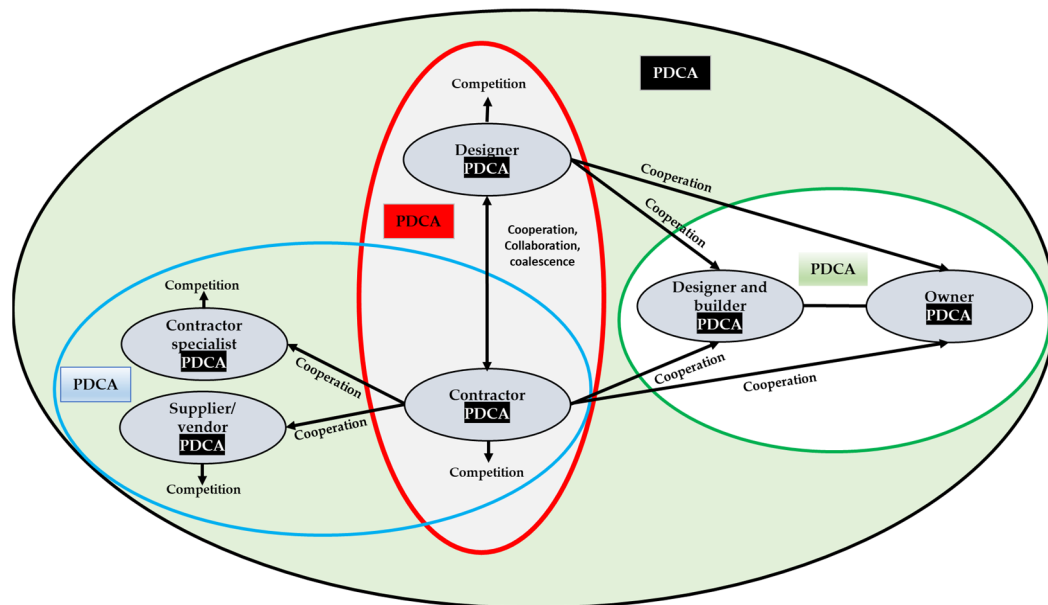 PDCA
Competition
Designer
PDCA
Cooperation
PDCA
Cooperation
Cooperation,
Collaboration,
coalescence
PDCA
Competition
Designer and
builder
PDCA
Owner
PDCA
Contractor
specialist
PDCA
PDCA
Cooperation
Cooperation
Cooperation
Contractor
PDCA
Supplier/
vendor
PDCA
Cooperation
Competition
Competition